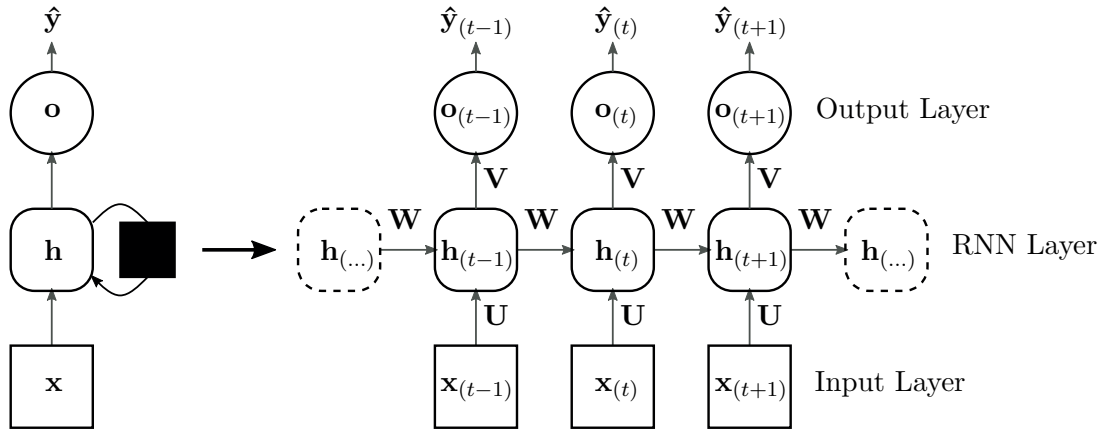 ŷ ŷ(t−1) ŷ(t) ŷ(t+1)
o o(t−1) o(t) o(t+1) Output Layer
V V V
W W W W
h h(...) h(t−1) h(t) h(t+1) h(...) RNN Layer
U U U
x x(t−1) x(t) x(t+1) Input Layer